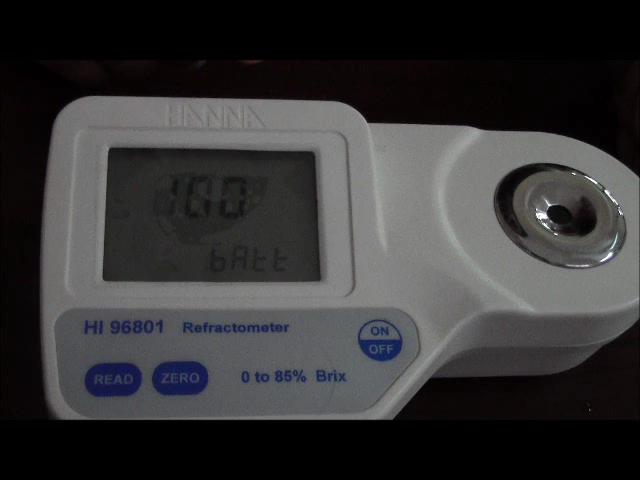 HANNA
100
bAtt
HI 96801 Refractometer
ON
OFF
READ ZERO 0 to 85% Brix